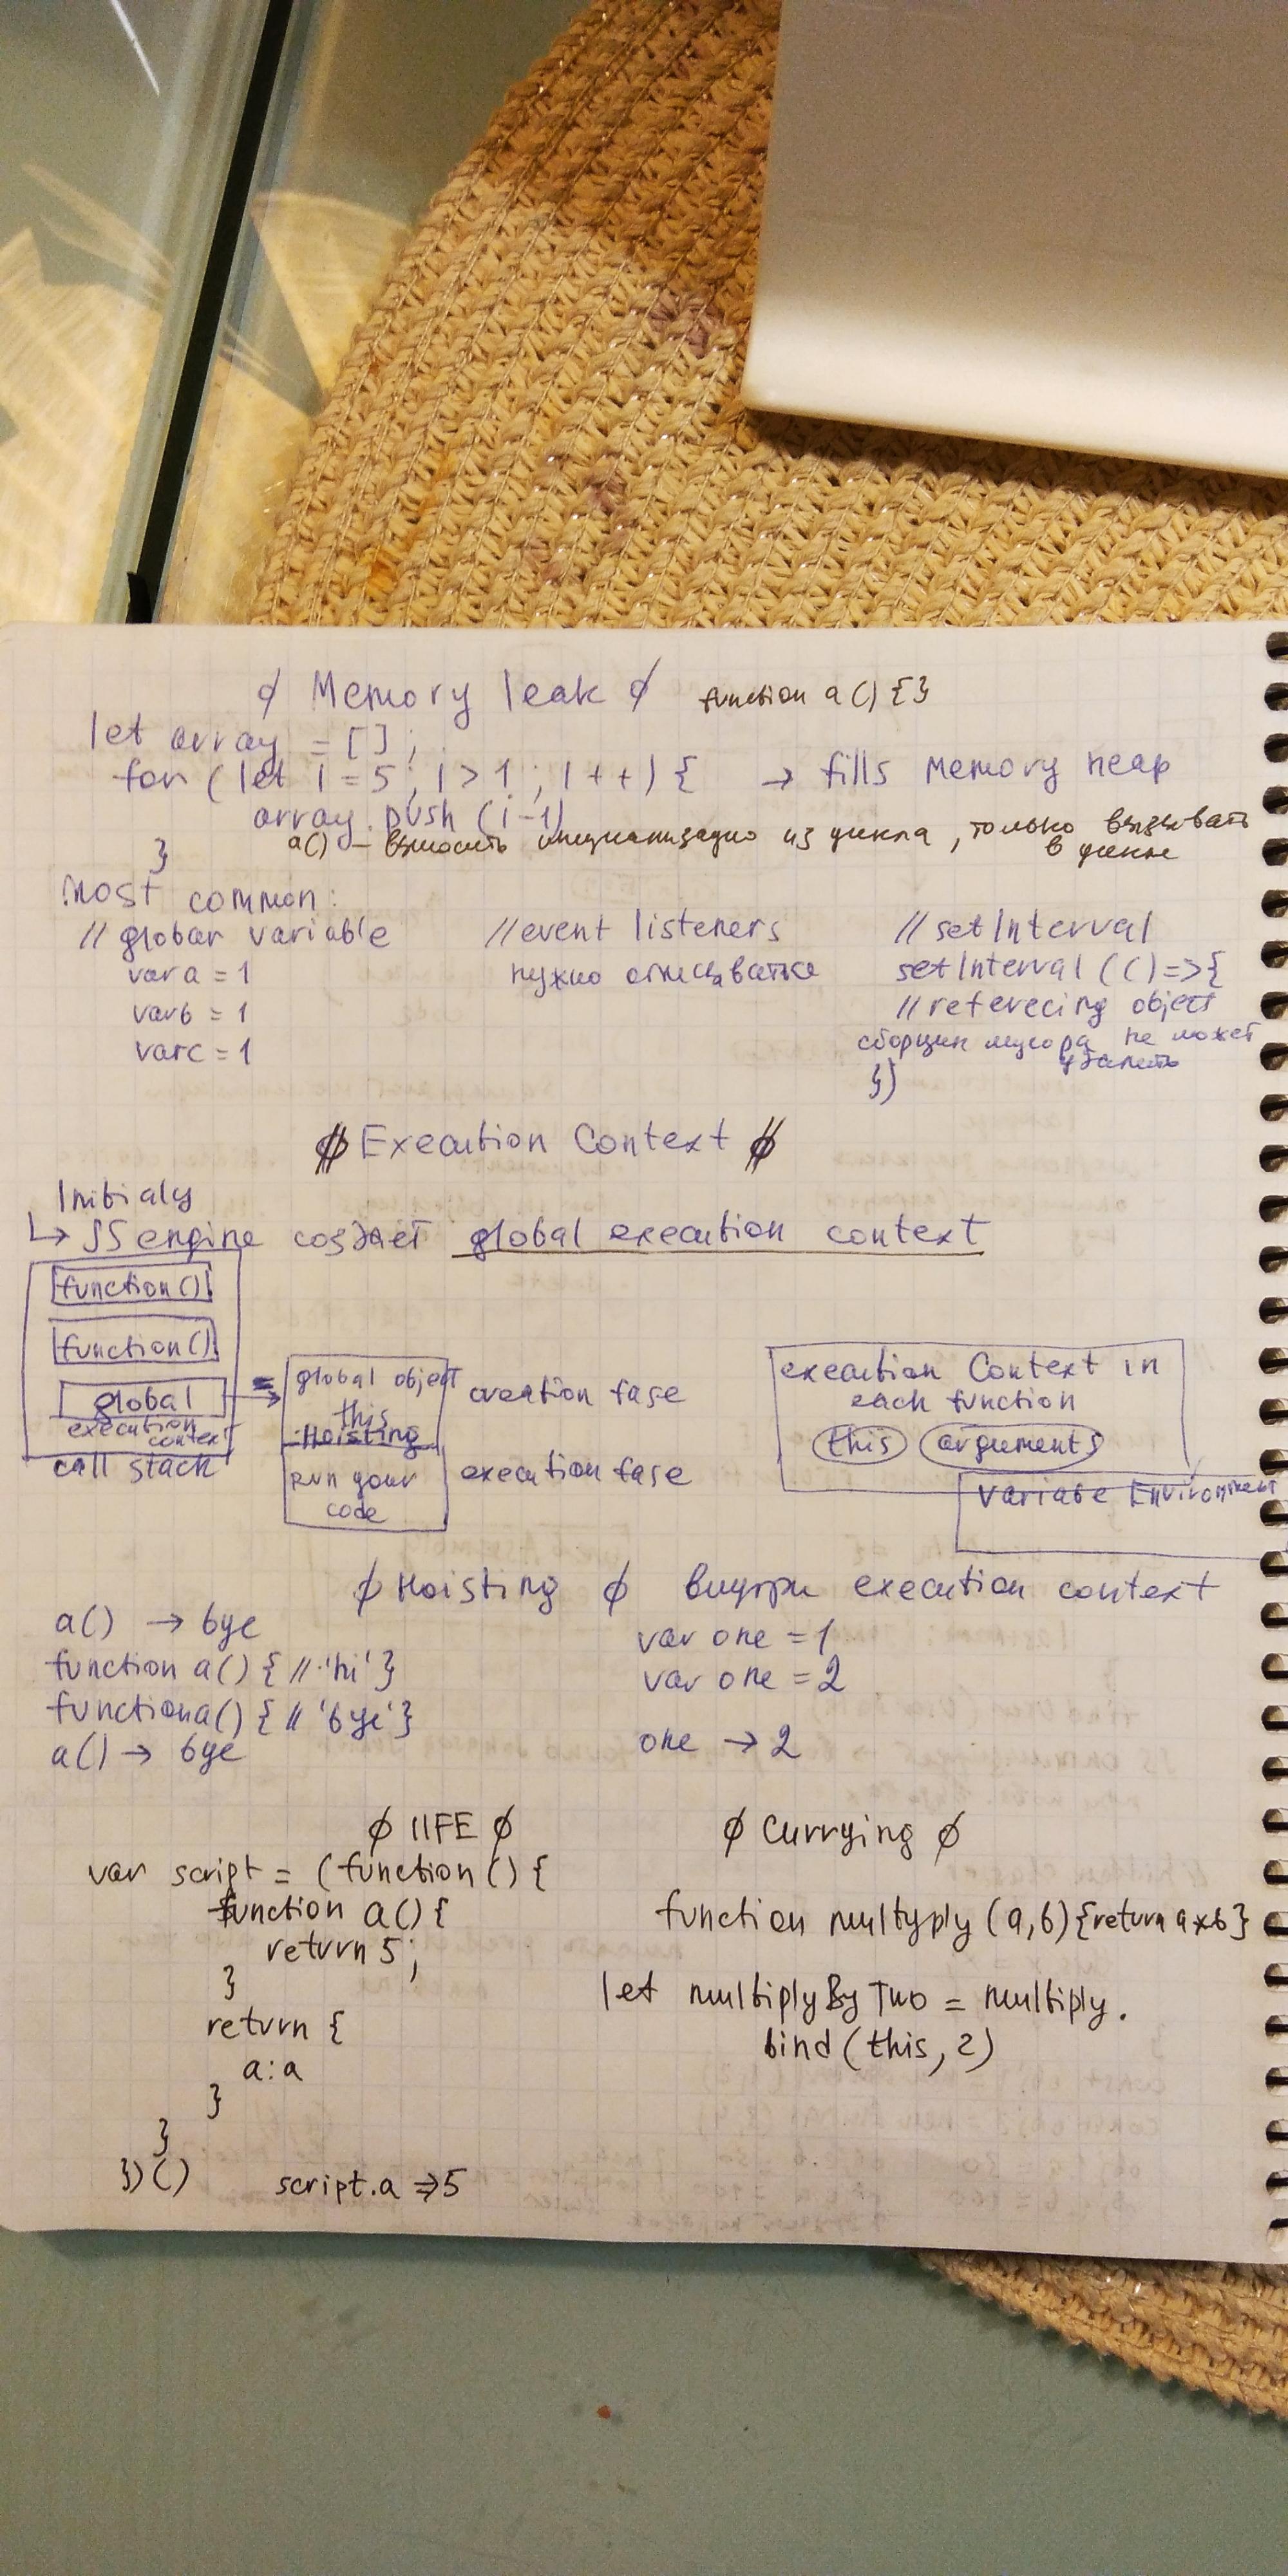 ∅ Memory leak ∅ function a() {}
let array = [];
for (let i = 5; i > 1; i++) { → fills memory heap
array.push (i-1)
a() – выносить инициализацию из цикла, только вызывать
в цикле
}
most common:
// global variable
var a = 1
var b = 1
var c = 1
// event listeners
нужно отписываться
// setInterval
setInterval (()=>{
// referecing object
сборщик мусора не может
удалить
})
∅ Execution Context ∅
Initialy
↳ JS engine создает global execution context
function()
function()
global
execution
context
call stack
global object
this
Hoisting
creation fase
run your
code
execution fase
execution Context in
each function
this arguments
Variabe Environment
∅ Hoisting ∅ внутри execution context
a() → bye
function a() { // 'hi' }
function a() { // 'bye' }
a() → bye
var one = 1
var one = 2
one → 2
∅ IIFE ∅
var script = (function() {
function a() {
return 5;
}
return {
a: a
}
}
}) ()
script.a => 5
∅ Currying ∅
function multyply (a, b) {return a*b}
let multiplyByTwo = multiply.
bind (this, 2)